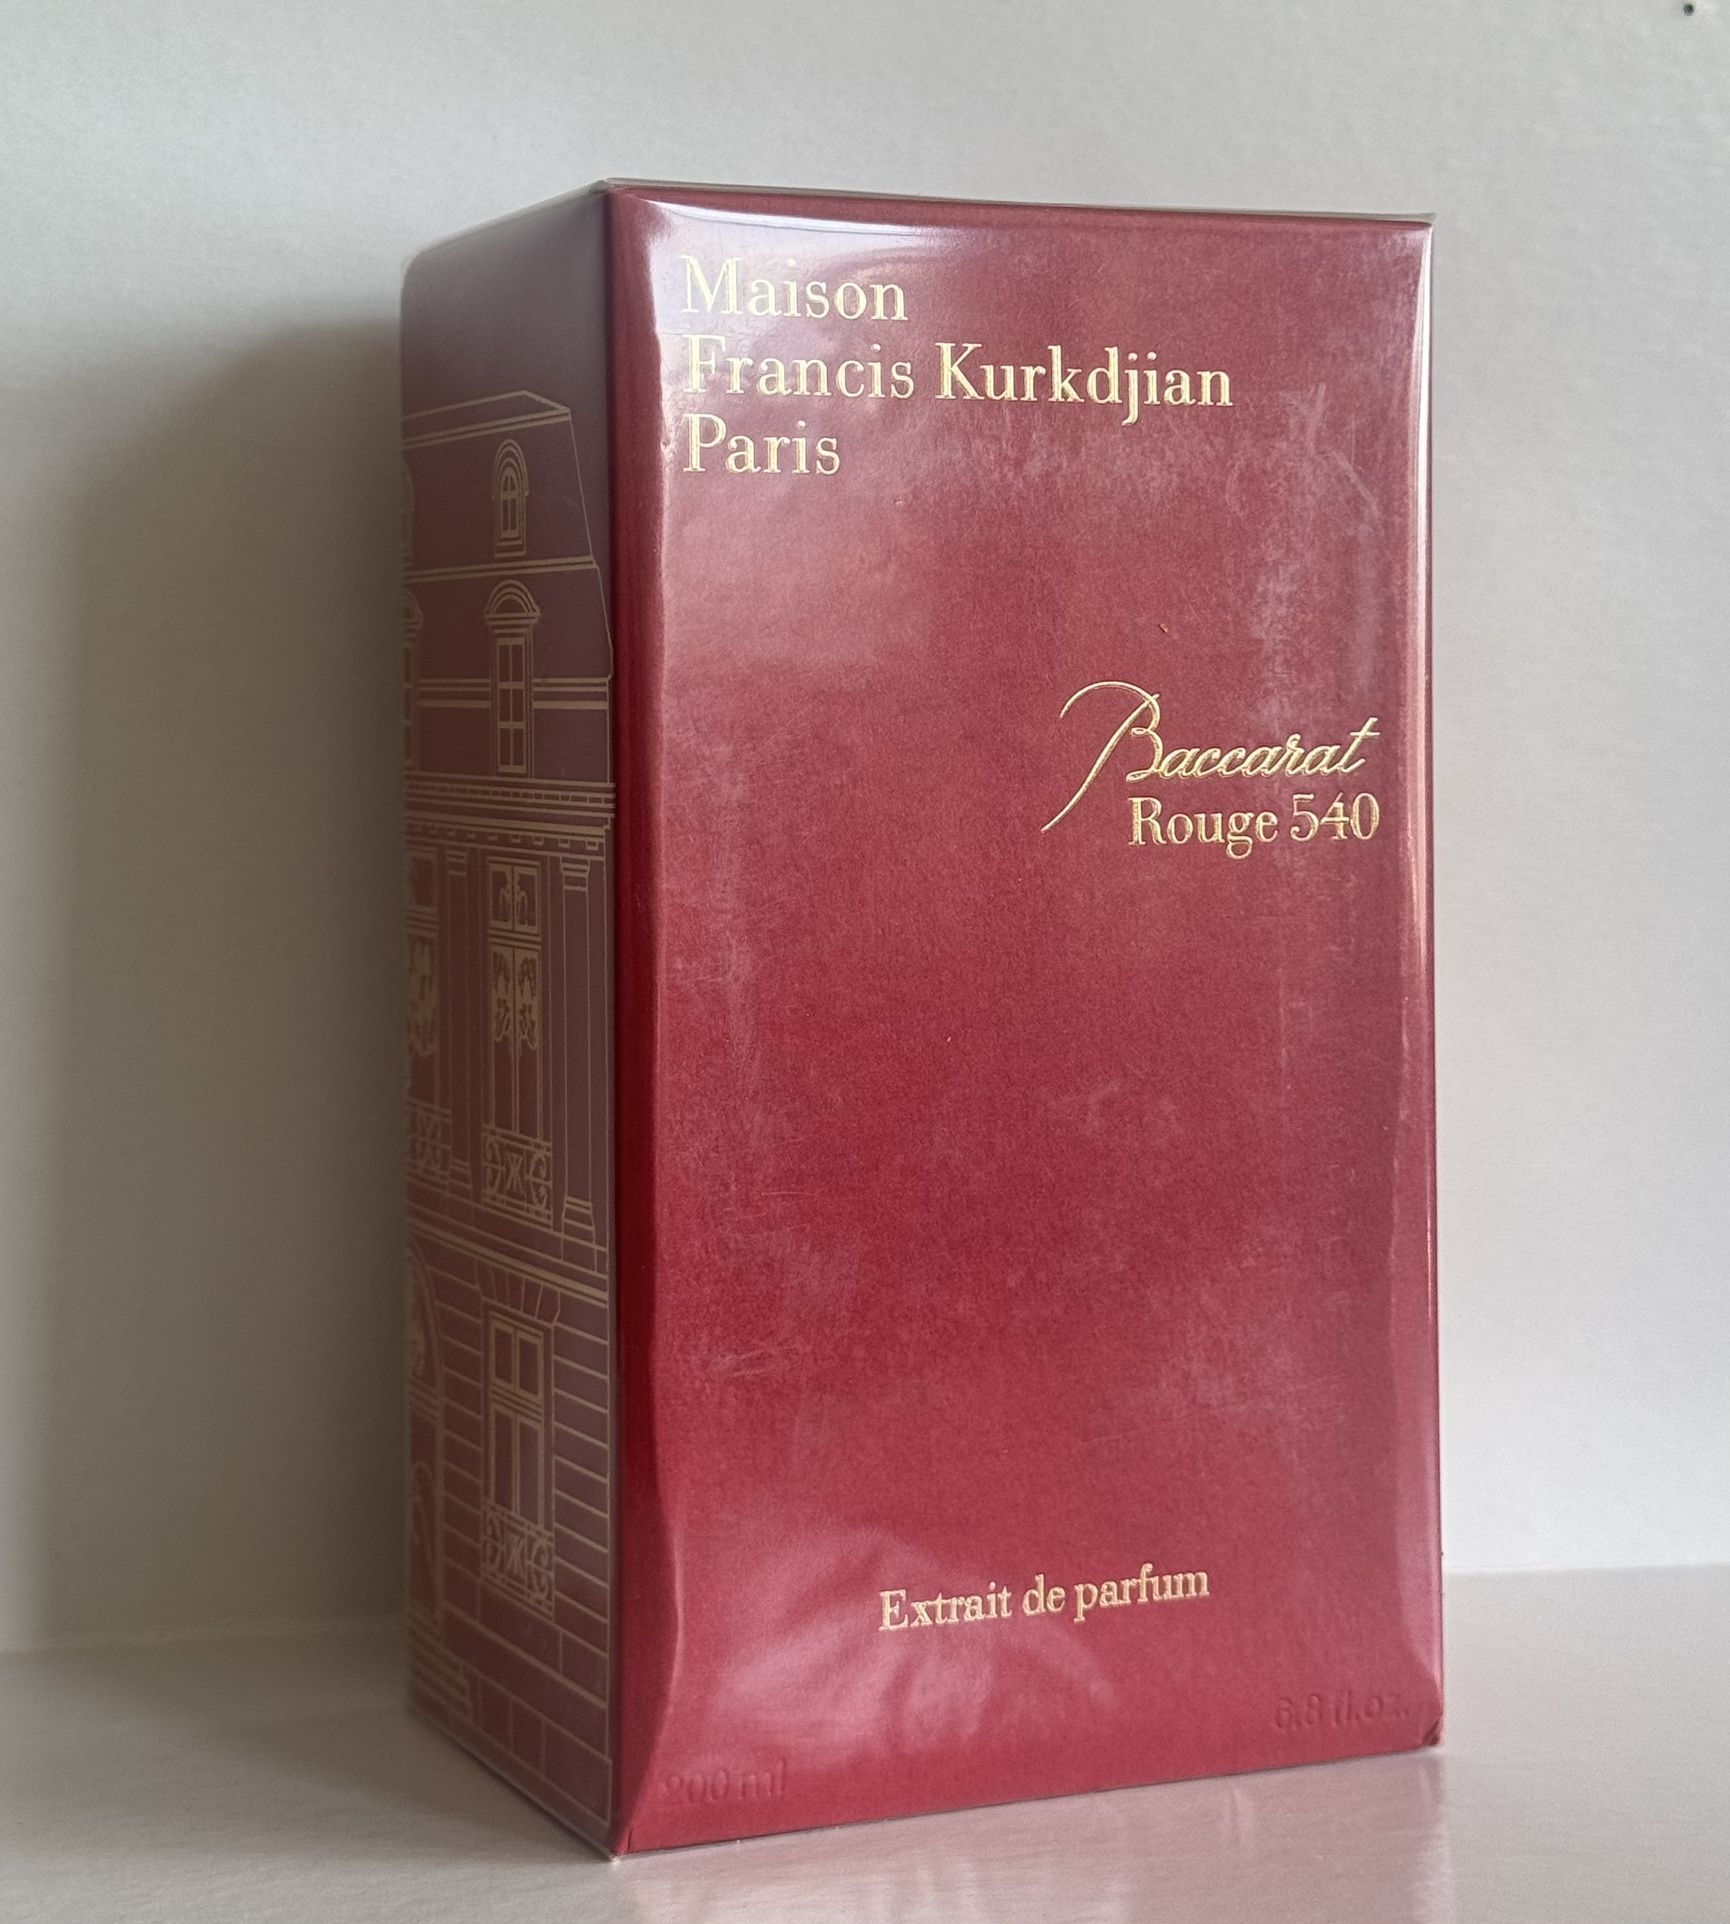 Maison
Francis Kurkdjian
Paris
Baccarat
Rouge 540
Extrait de parfum
200 ml
6.8 fl.oz.